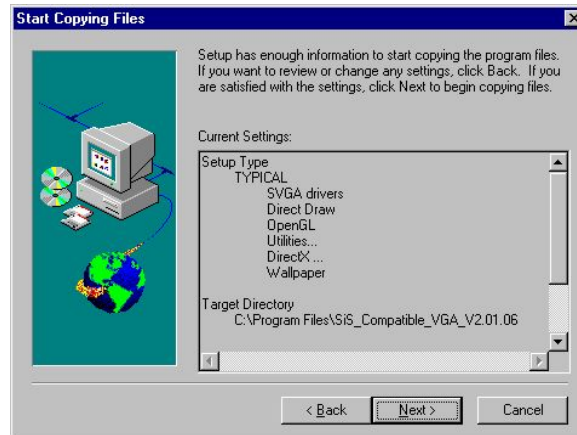 Start Copying Files
Setup has enough information to start copying the program files.
If you want to review or change any settings, click Back. If you
are satisfied with the settings, click Next to begin copying files.
Current Settings:
Setup Type
TYPICAL
SVGA drivers
Direct Draw
OpenGL
Utilities...
DirectX ...
Wallpaper
Target Directory
C:\Program Files\SiS_Compatible_VGA_V2.01.06
< Back
Next >
Cancel